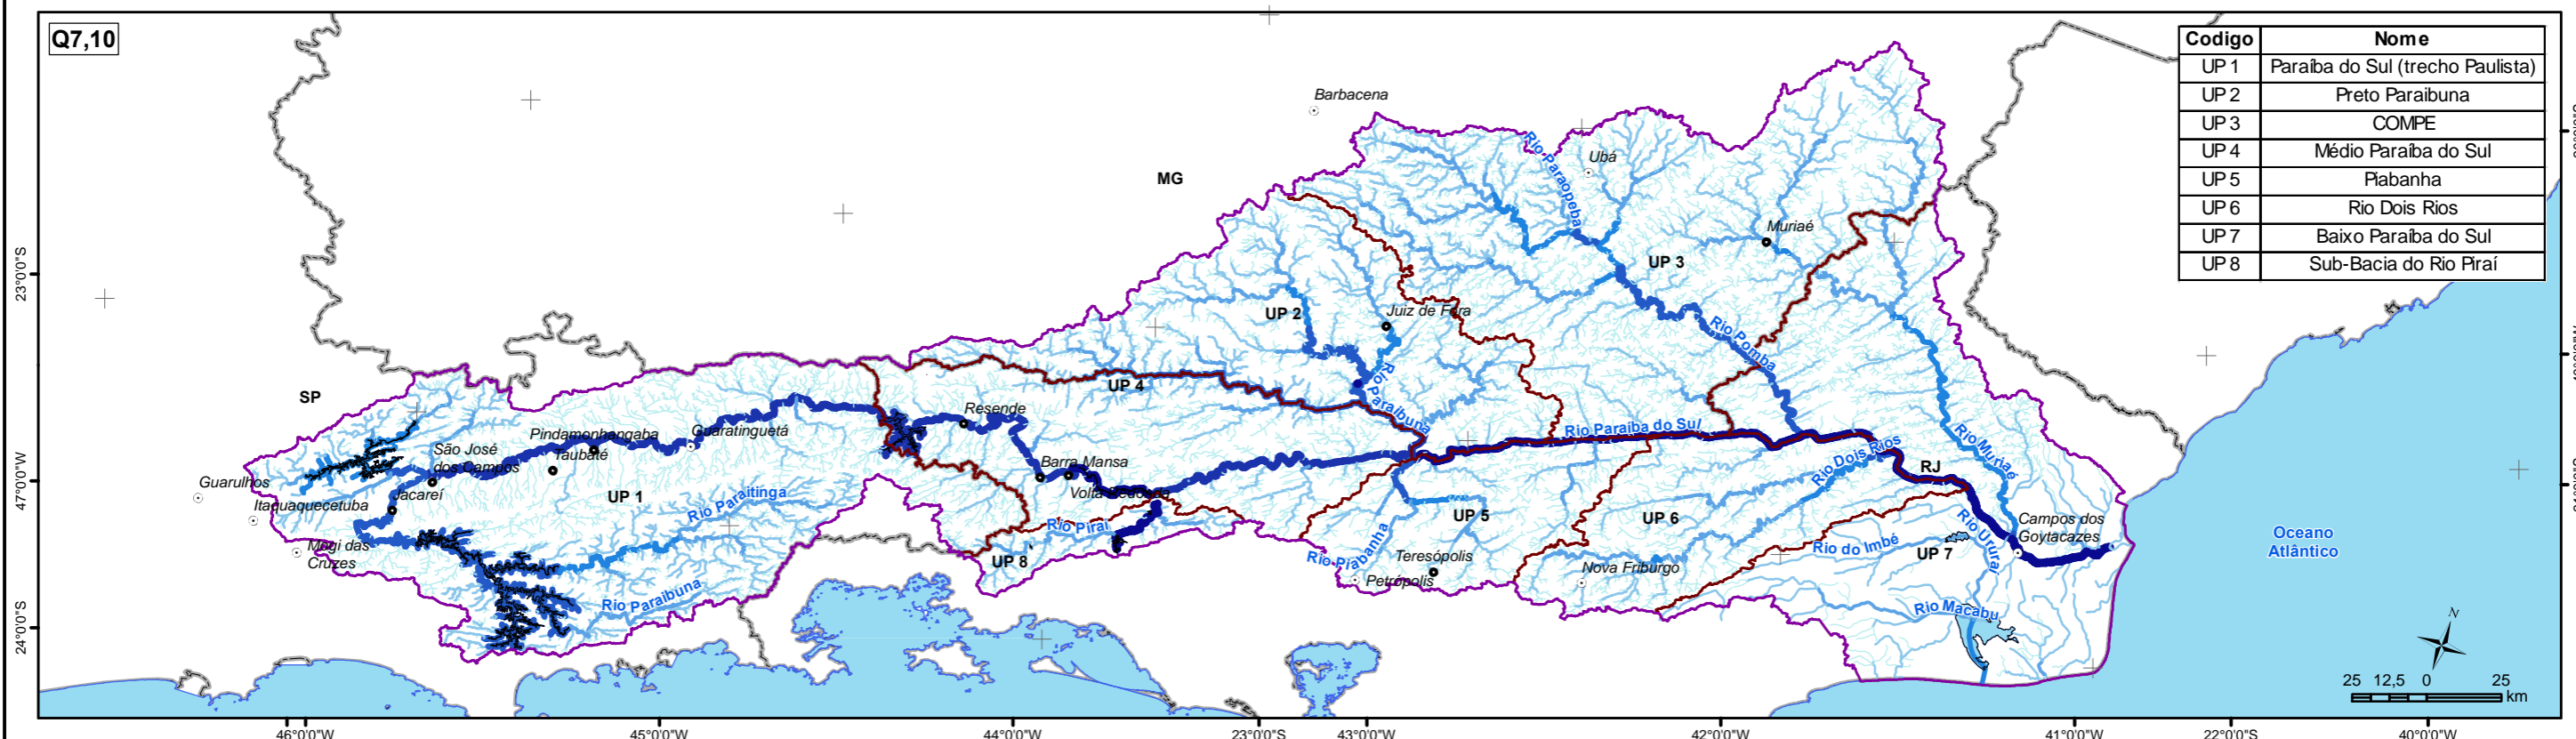 Q7,10
Codigo Nome
UP 1 Paraíba do Sul (trecho Paulista)
UP 2 Preto Paraibuna
UP 3 COMPE
UP 4 Médio Paraíba do Sul
UP 5 Piabanha
UP 6 Rio Dois Rios
UP 7 Baixo Paraíba do Sul
UP 8 Sub-Bacia do Rio Piraí
Barbacena
Rio Paraopeba
Ubá
MG
Muriaé
UP 3
23°0'0"S
UP 2
Juiz de Fora
Rio Pomba
SP
UP 4
Rio Paraibuna
Resende
Rio Paraíba do Sul
Pindamonhangaba
Guaratinguetá
São José
dos Campos
Taubaté
Barra Mansa
Rio Dois Rios
Rio Muriaé
RJ
47°0'0"W
Guarulhos
Jacareí
Volta Redonda
UP 1
Rio Paraitinga
Itaquaquecetuba
Rio Piraí
UP 5
UP 6
Campos dos
Goytacazes
Rio Ururaí
Oceano
Atlântico
Mogi das
Cruzes
UP 8
Rio Piabanha
Teresópolis
Petrópolis
Nova Friburgo
Rio do Imbé
UP 7
Rio Paraibuna
Rio Macabu
24°0'0"S
N
25 12,5 0 25
km
46°0'0"W 45°0'0"W 44°0'0"W 23°0'0"S 43°0'0"W 42°0'0"W 41°0'0"W 22°0'0"S 40°0'0"W